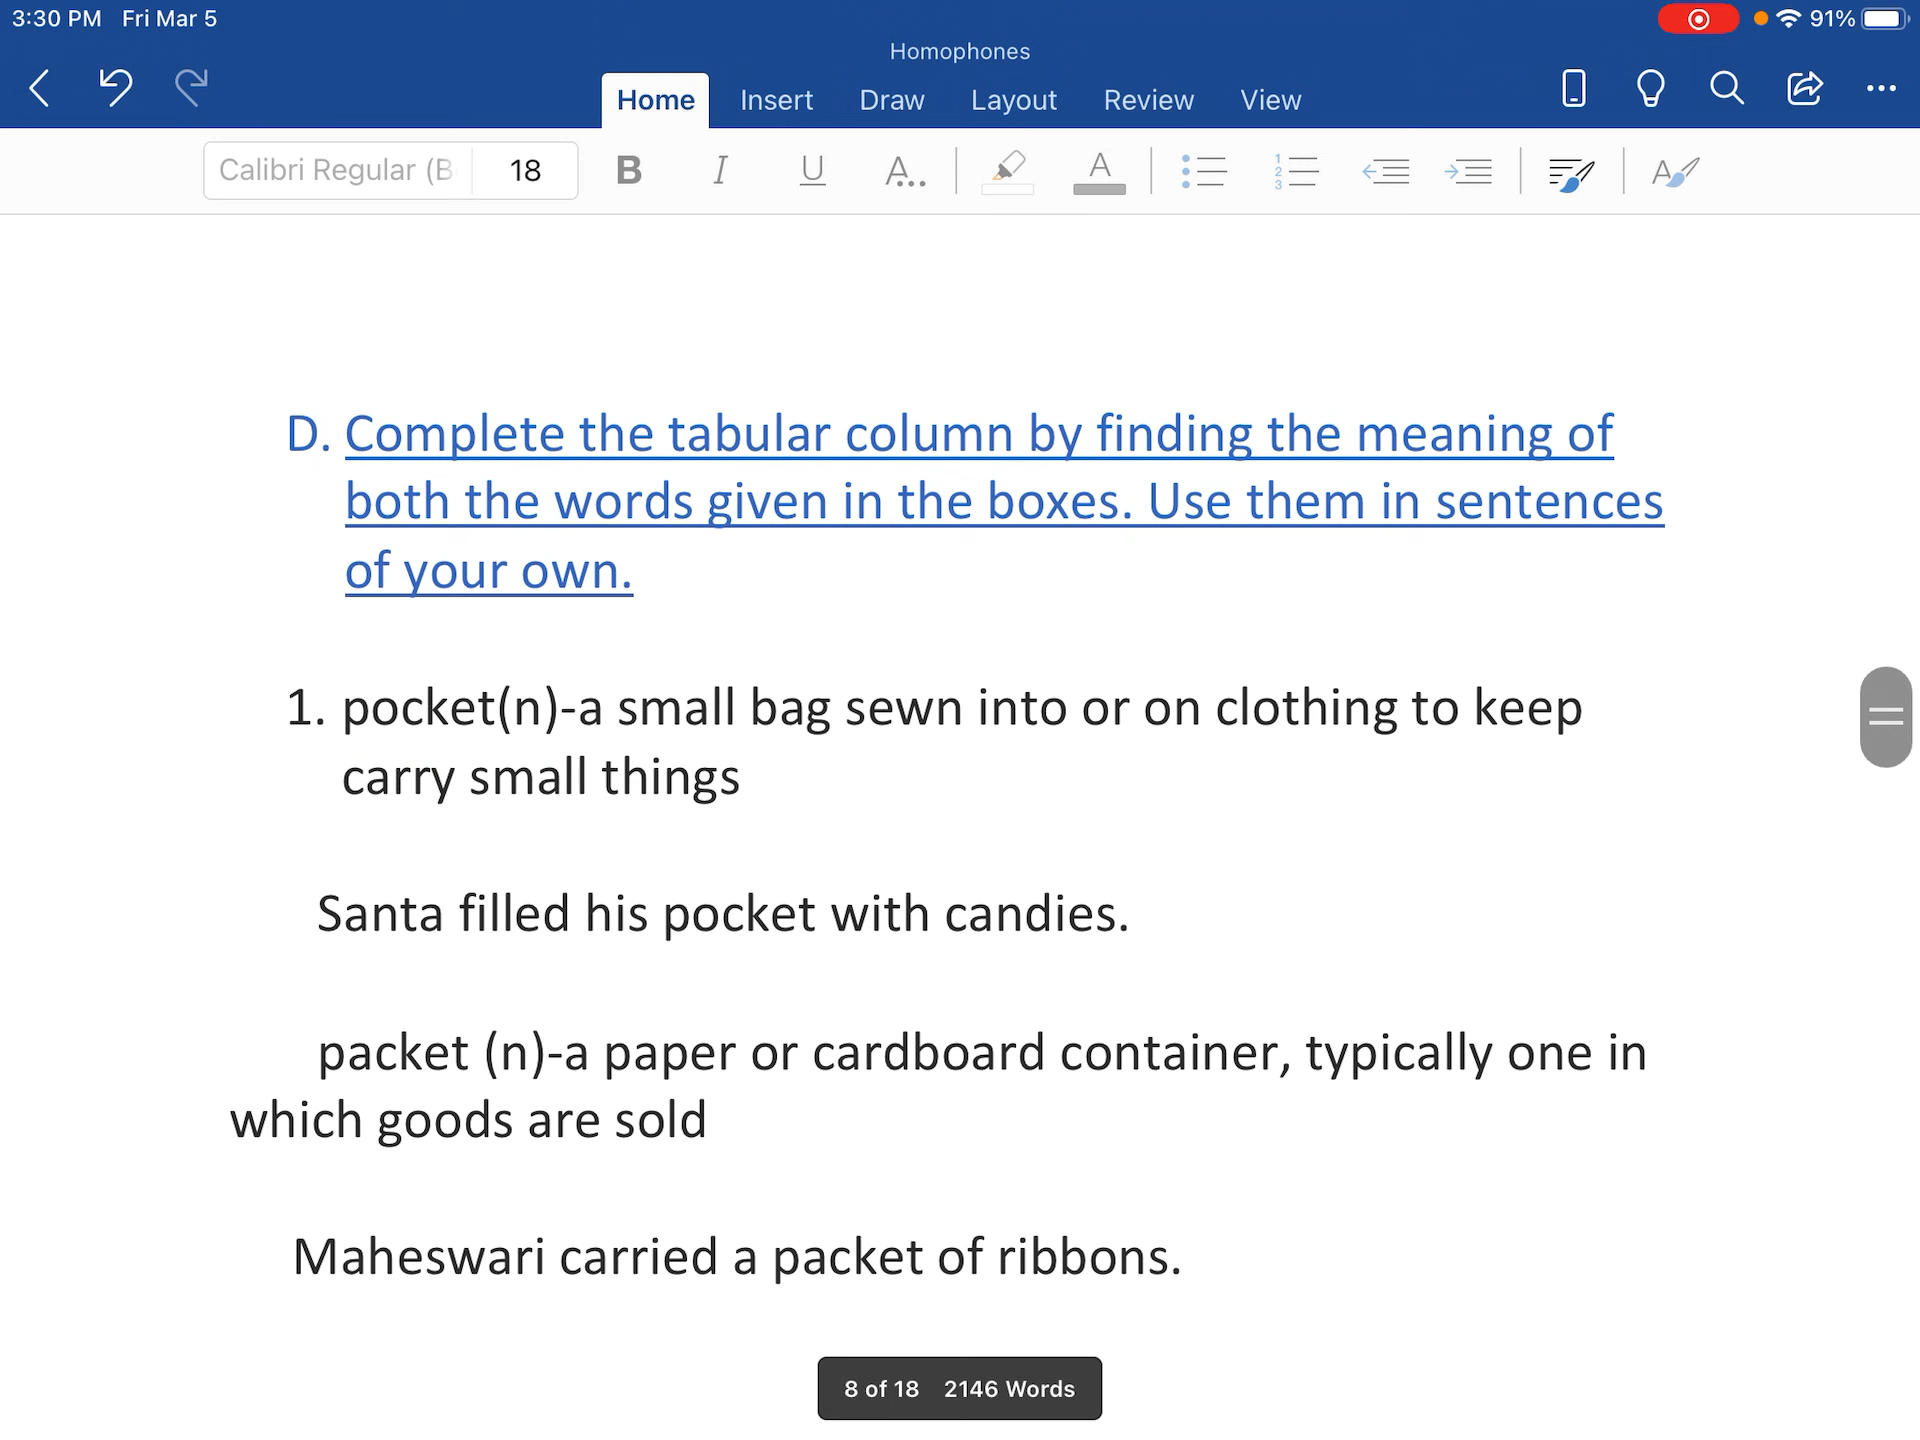 3:30 PM Fri Mar 5 91%
Homophones
Home Insert Draw Layout Review View
Calibri Regular (B 18 B I U A... A 1 2 3 A
D. Complete the tabular column by finding the meaning of
both the words given in the boxes. Use them in sentences
of your own.
1. pocket(n)-a small bag sewn into or on clothing to keep
carry small things
Santa filled his pocket with candies.
packet (n)-a paper or cardboard container, typically one in
which goods are sold
Maheswari carried a packet of ribbons.
8 of 18 2146 Words